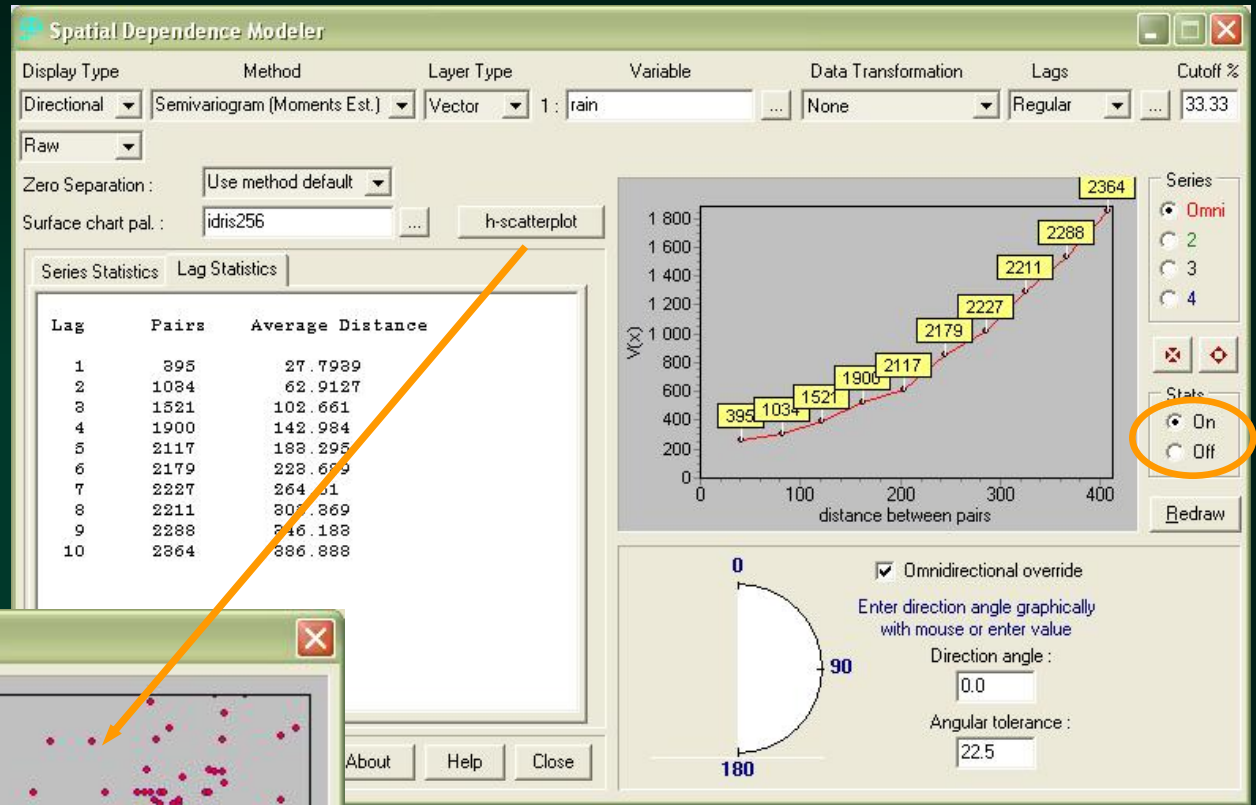 Spatial Dependence Modeler
Display Type Method Layer Type Variable Data Transformation Lags Cutoff %
Directional Semivariogram (Moments Est.) Vector 1 : rain ... None Regular ... 33.33
Raw
Zero Separation : Use method default
Surface chart pal. : idris256 ... h-scatterplot
Series Statistics Lag Statistics
Lag Pairs Average Distance
1 395 27.7939
2 1034 62.9127
3 1521 102.661
4 1900 142.984
5 2117 183.295
6 2179
7 2227
8 2211
9 2288
10 2364 386.888
2364
2288
2211
2227
2179
2117
1900
1521
1034
395
V(x)
1 800
1 600
1 400
1 200
1 000
800
600
400
200
0
0 100 200 300 400
distance between pairs
Series
Omni
2
3
4
Stats
On
Off
Redraw
0
90
180
Omnidirectional override
Enter direction angle graphically
with mouse or enter value
Direction angle :
0.0
Angular tolerance :
22.5
About Help Close